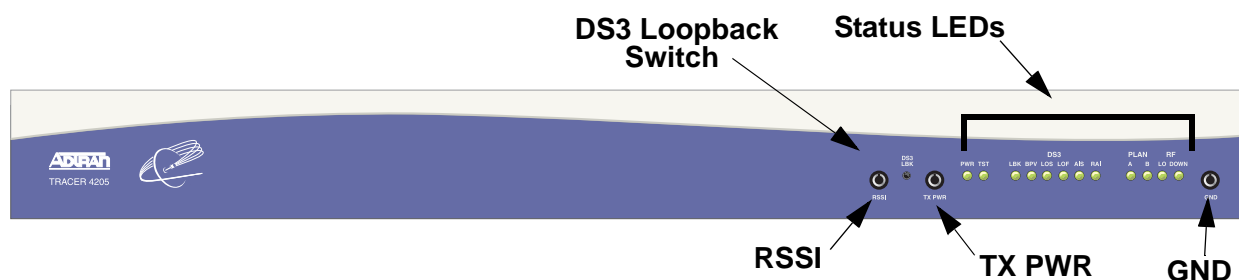 DS3 Loopback
Switch
Status LEDs
ADTRAN
TRACER 4205
DS3
LBK
PWR TST
DS3
LBK BPV LOS LOF AIS RAI
PLAN
A B
RF
LO DOWN
RSSI
TX PWR
GND
RSSI
TX PWR
GND